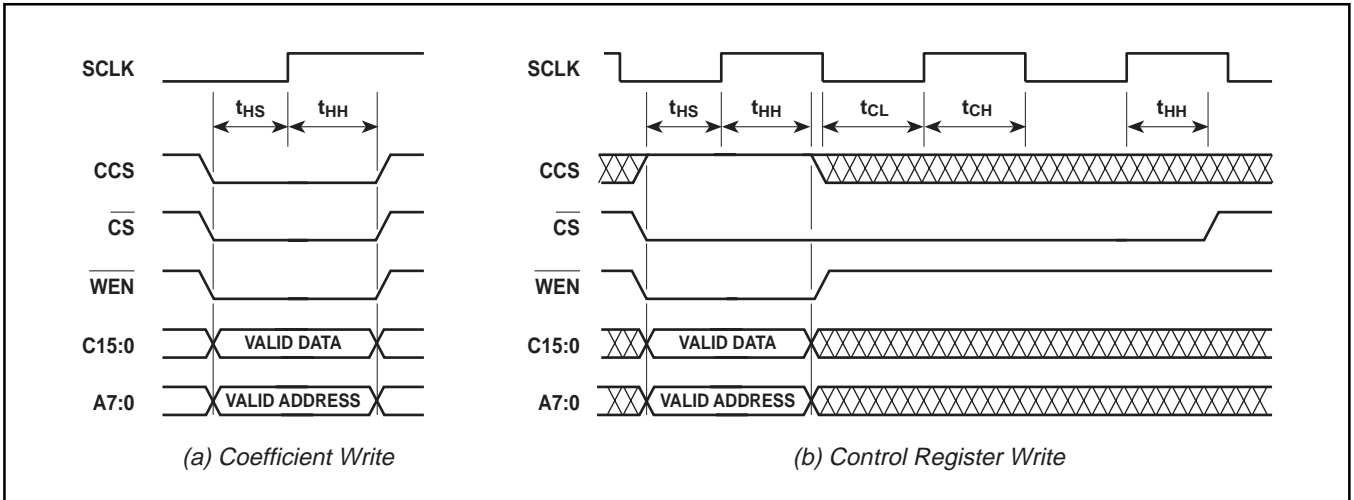 SCLK
tHS tHH
CCS
CS
WEN
C15:0 VALID DATA
A7:0 VALID ADDRESS
(a) Coefficient Write
SCLK
tHS tHH tCL tCH tHH
CCS
CS
WEN
C15:0 VALID DATA
A7:0 VALID ADDRESS
(b) Control Register Write